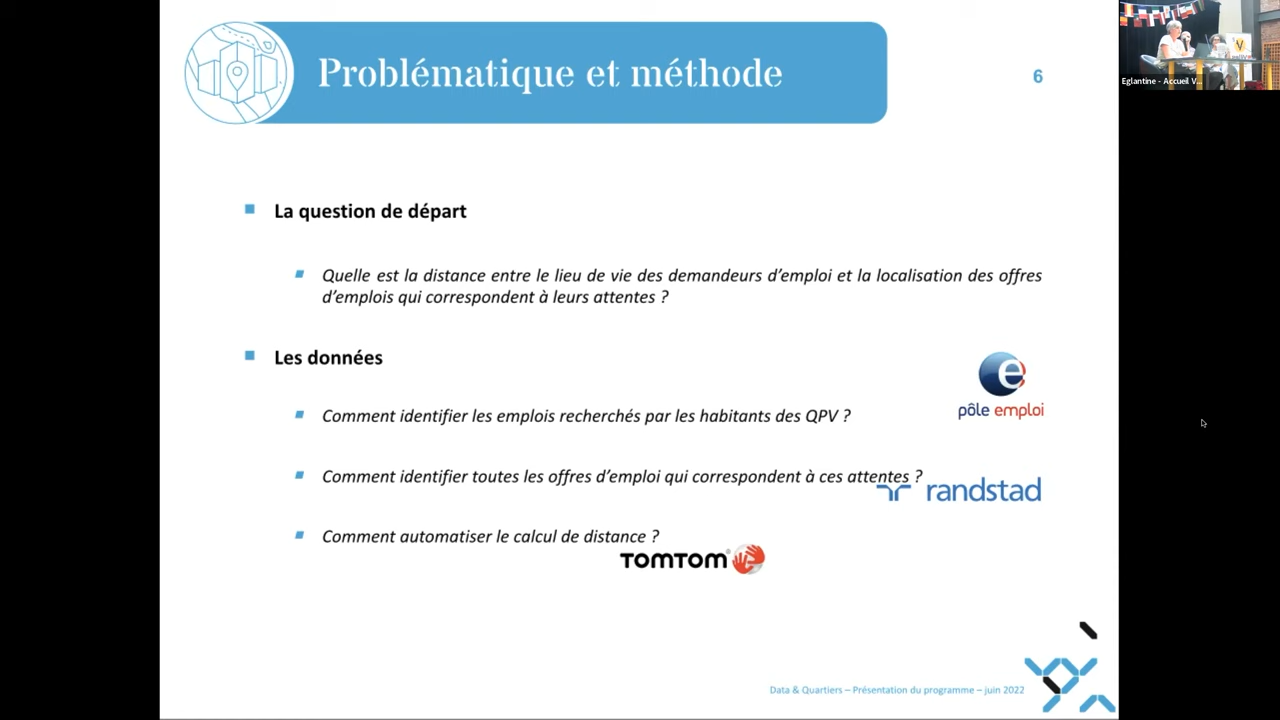 Problématique et méthode
6
Eglantine - Accueil V...
La question de départ
Quelle est la distance entre le lieu de vie des demandeurs d'emploi et la localisation des offres
d'emplois qui correspondent à leurs attentes ?
Les données
Comment identifier les emplois recherchés par les habitants des QPV ?
pôle emploi
Comment identifier toutes les offres d'emploi qui correspondent à ces attentes ?
randstad
Comment automatiser le calcul de distance ?
TOMTOM
Data & Quartiers – Présentation du programme – juin 2022